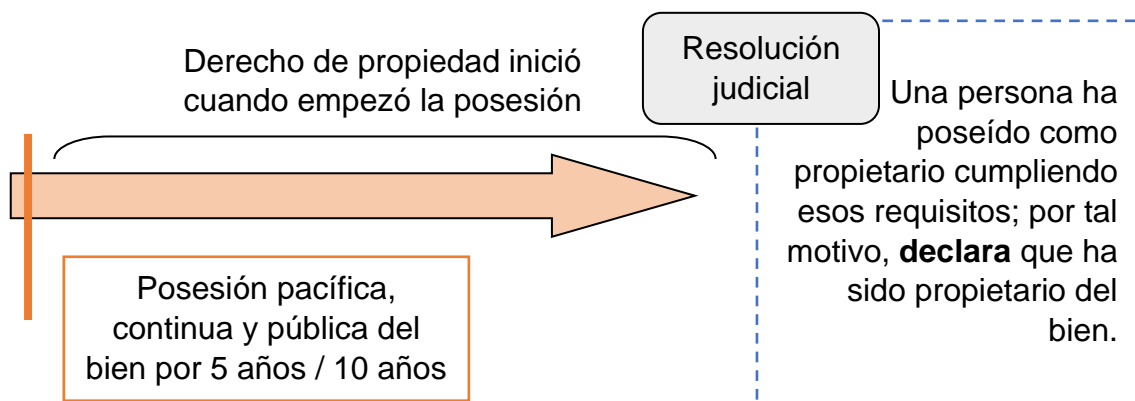 Derecho de propiedad inició
cuando empezó la posesión
Resolución
judicial
Una persona ha
poseído como
propietario cumpliendo
esos requisitos; por tal
motivo, declara que ha
sido propietario del
bien.
Posesión pacífica,
continua y pública del
bien por 5 años / 10 años